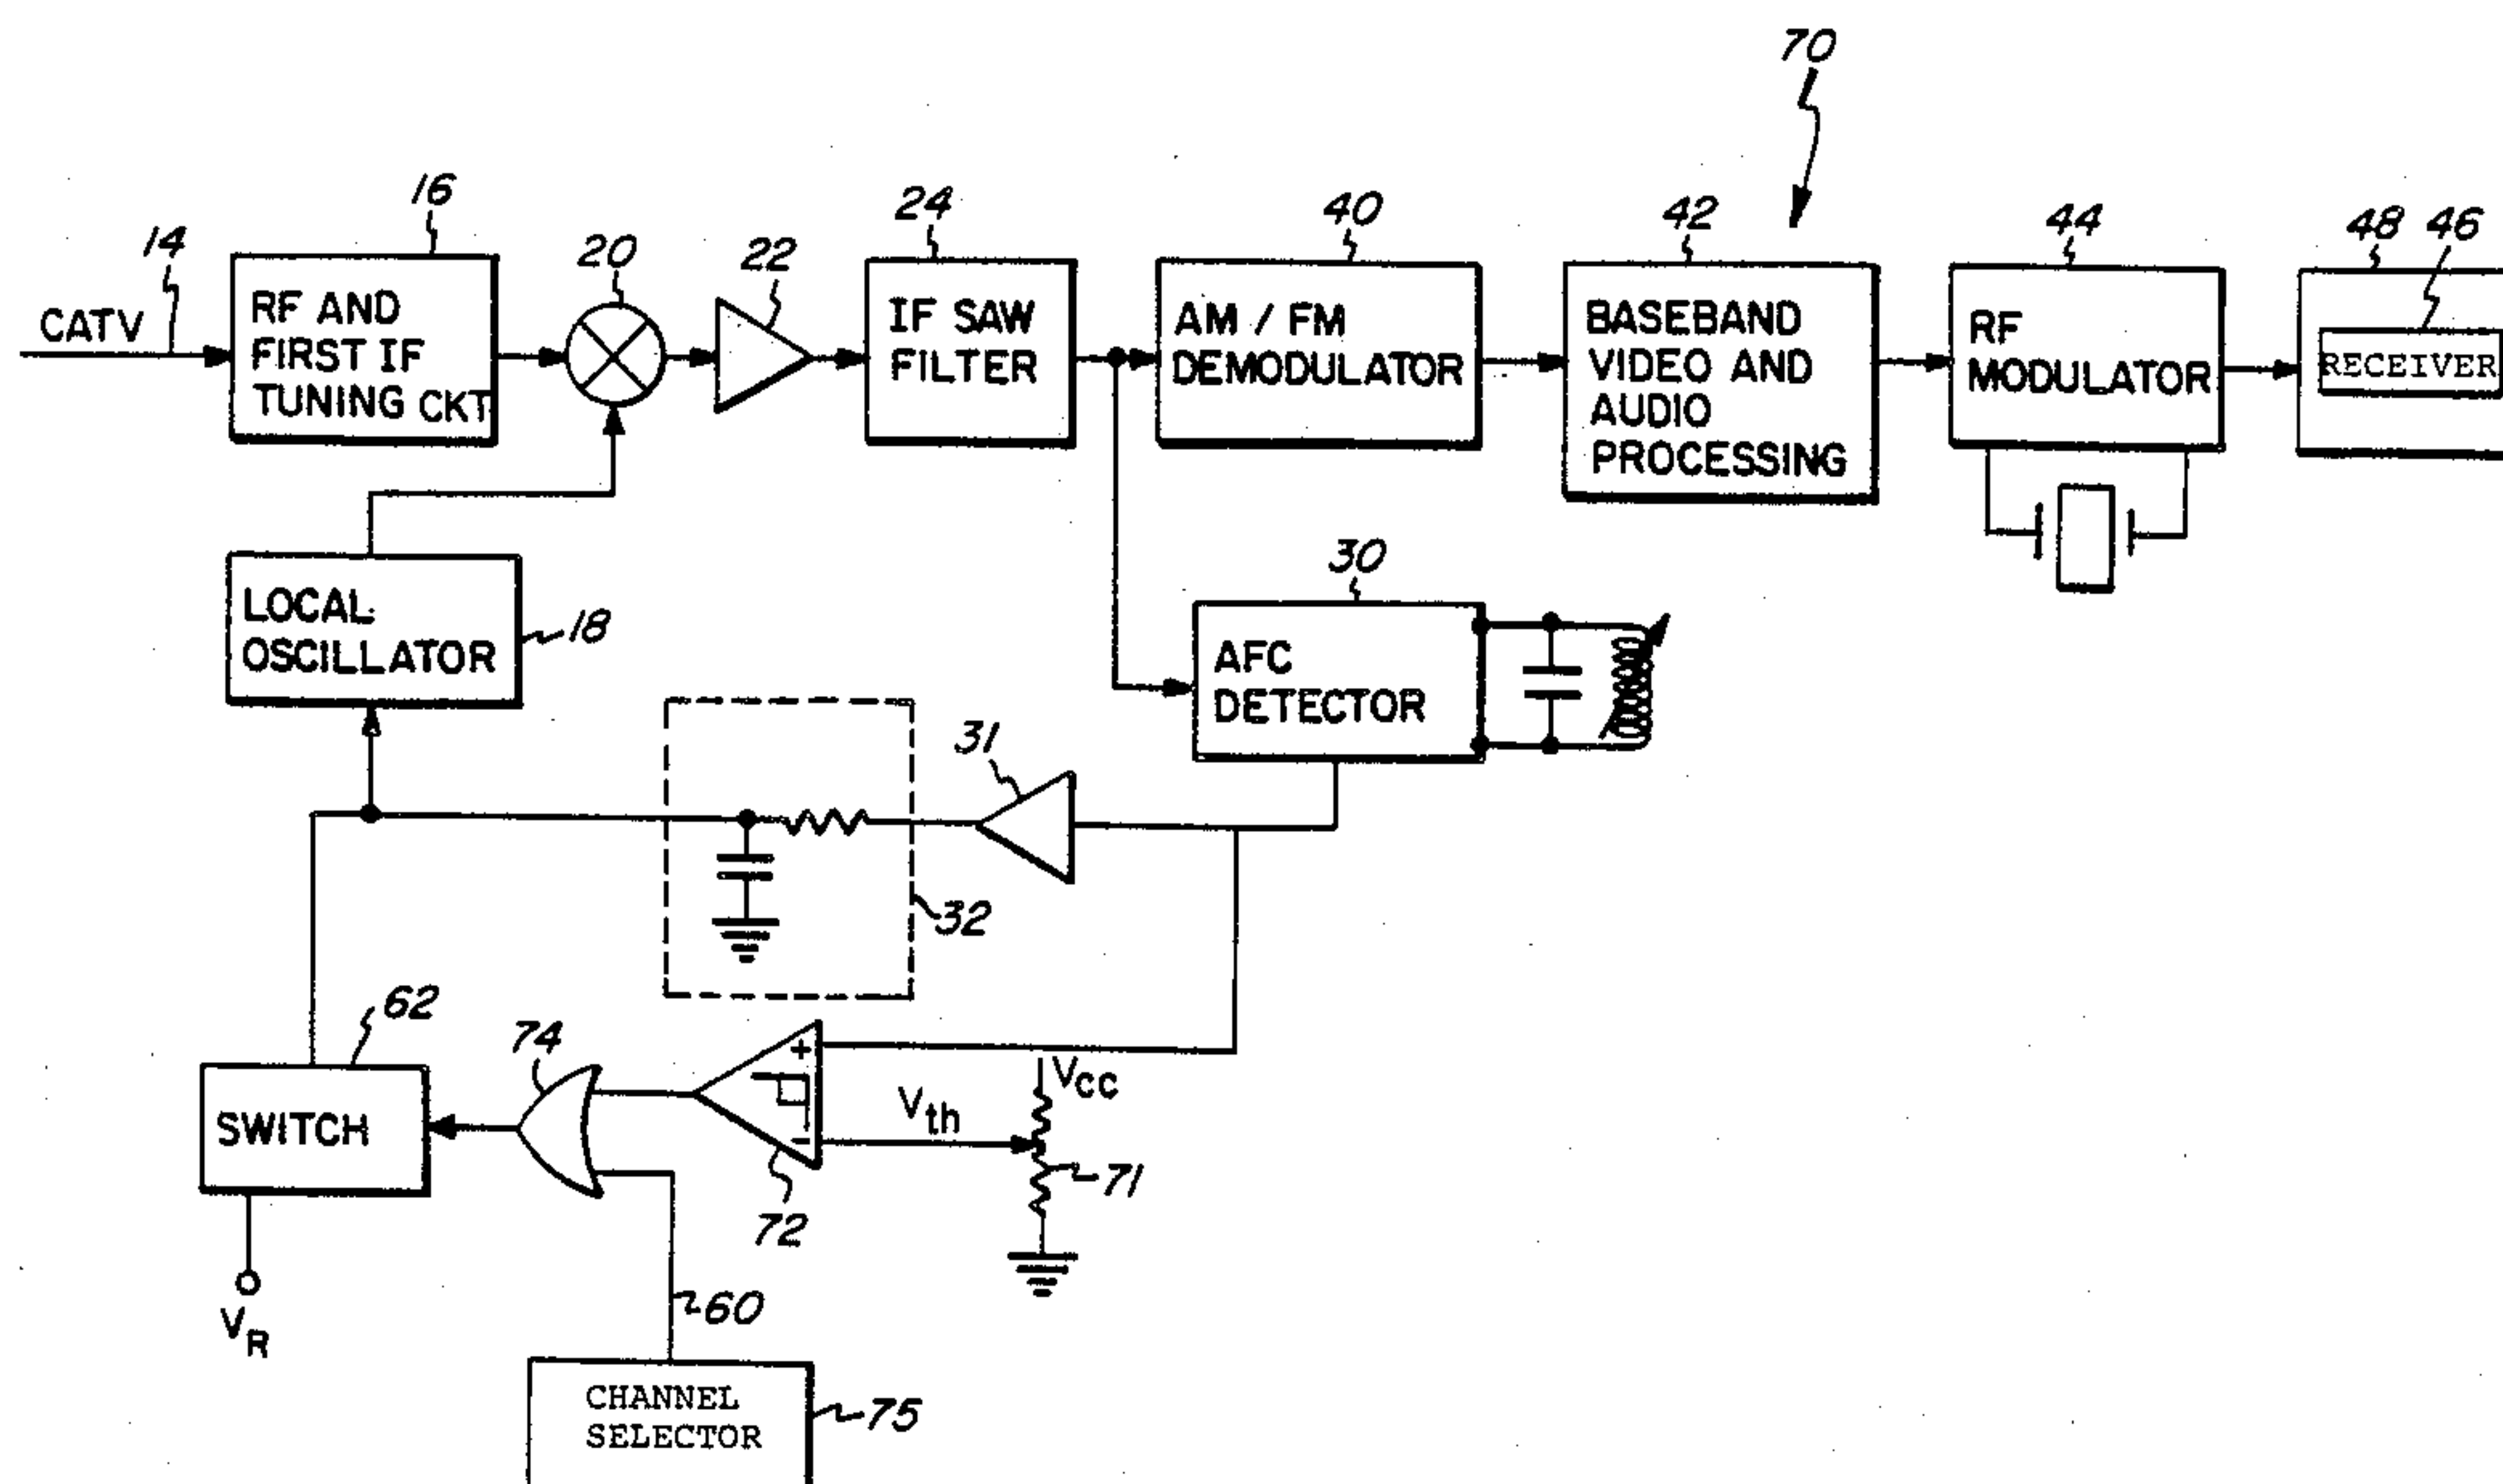 70
16
24
40
42
44
48 46
14
20
22
CATV
RF AND
FIRST IF
TUNING CKT
IF SAW
FILTER
AM / FM
DEMODULATOR
BASEBAND
VIDEO AND
AUDIO
PROCESSING
RF
MODULATOR
RECEIVER
30
LOCAL
OSCILLATOR
18
AFC
DETECTOR
31
32
62
74
SWITCH
+
-
Vth
Vcc
71
72
VR
60
CHANNEL
SELECTOR
75